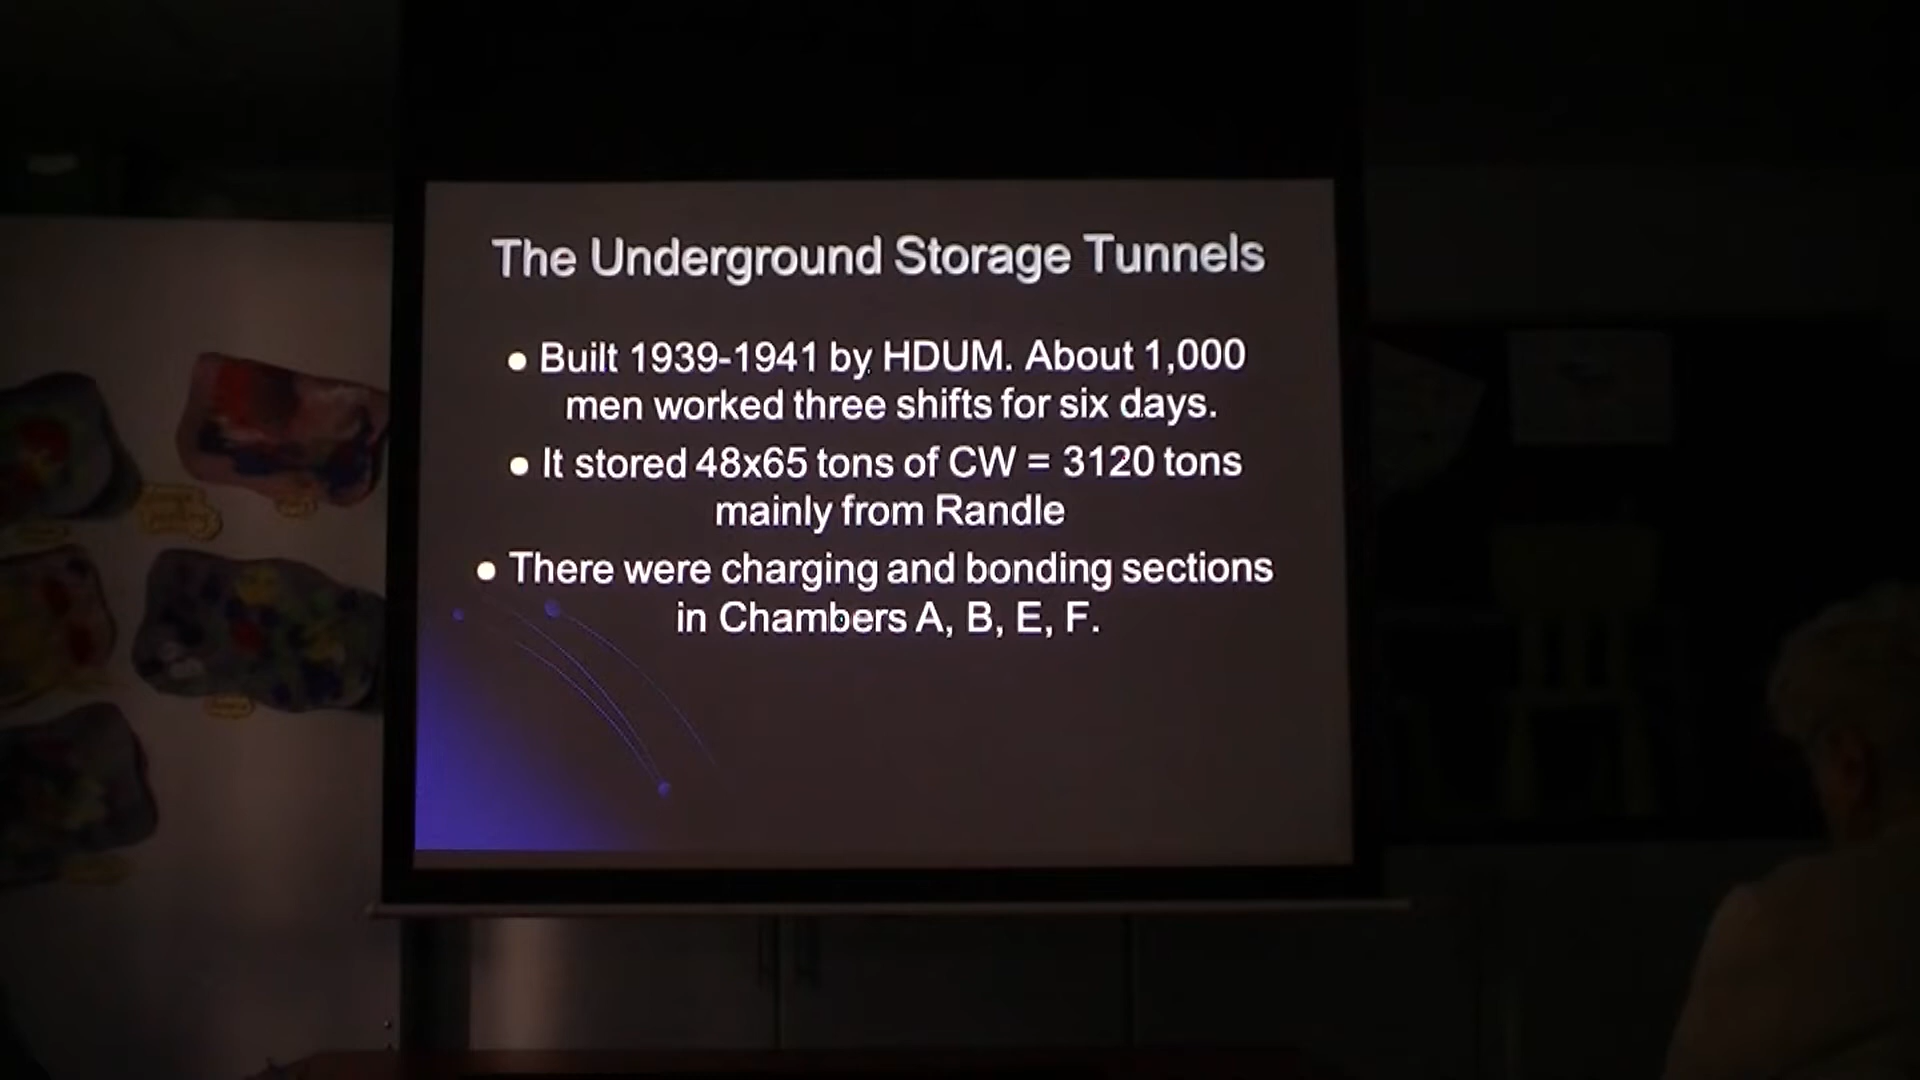 The Underground Storage Tunnels
• Built 1939-1941 by HDUM. About 1,000
men worked three shifts for six days.
• It stored 48x65 tons of CW = 3120 tons
mainly from Randle
• There were charging and bonding sections
in Chambers A, B, E, F.